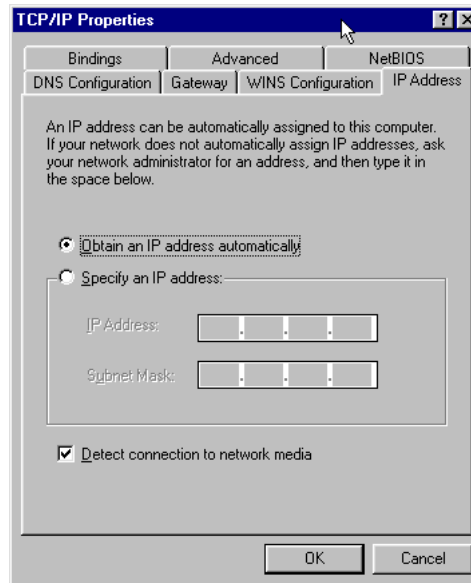 TCP/IP Properties
Bindings Advanced NetBIOS
DNS Configuration Gateway WINS Configuration IP Address
An IP address can be automatically assigned to this computer.
If your network does not automatically assign IP addresses, ask
your network administrator for an address, and then type it in
the space below.
Obtain an IP address automatically
Specify an IP address:
IP Address:
Subnet Mask:
Detect connection to network media
OK Cancel